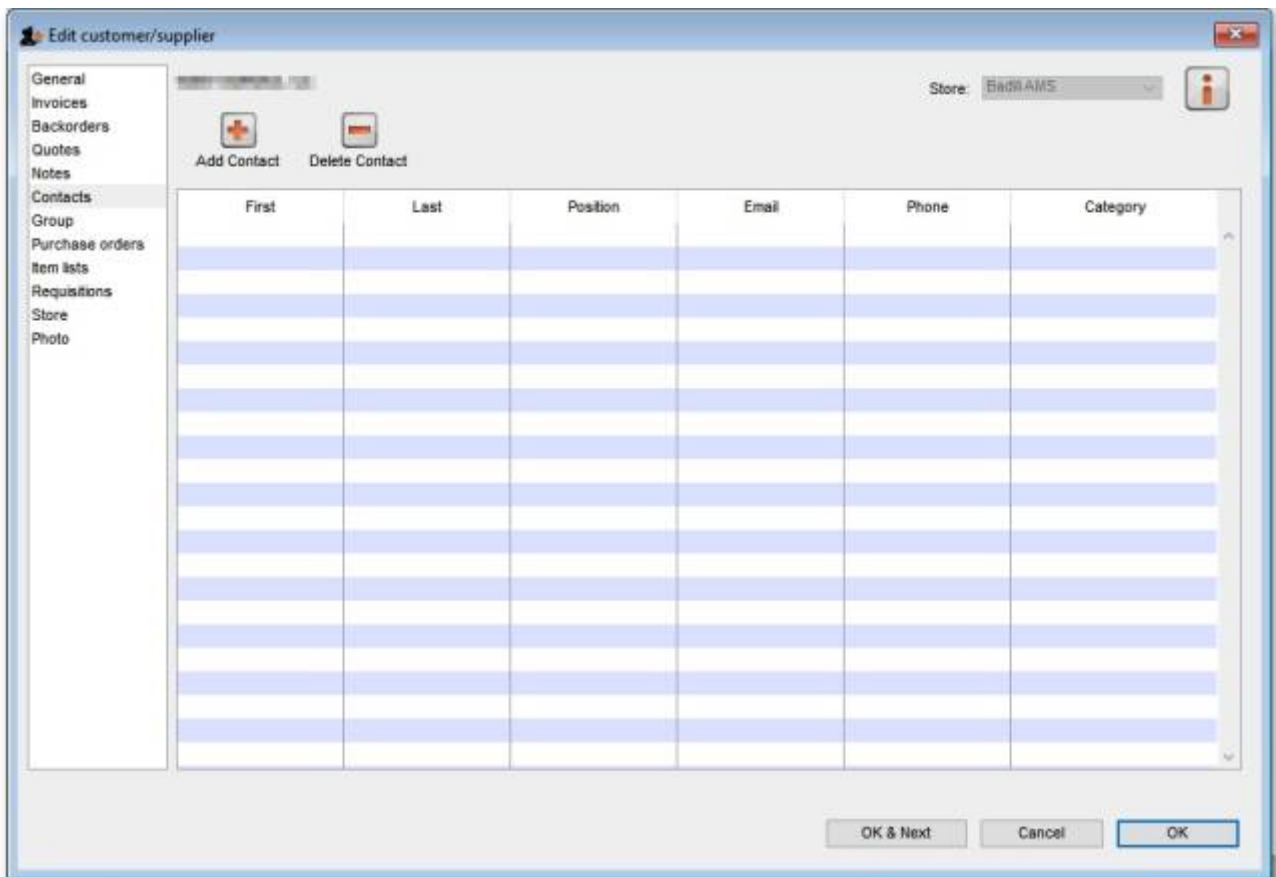 Edit customer/supplier
General
Invoices
Backorders
Quotes
Notes
Contacts
Group
Purchase orders
Item lists
Requisitions
Store
Photo
Store:
Add Contact Delete Contact
First Last Position Email Phone Category
OK & Next Cancel OK